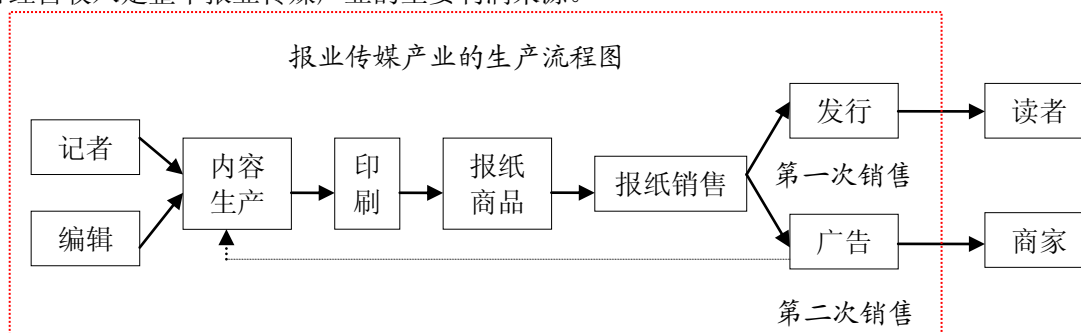 报业传媒产业的生产流程图
发行
读者
记者
内容
生产
印
刷
报纸
商品
报纸销售
第一次销售
编辑
广告
商家
第二次销售